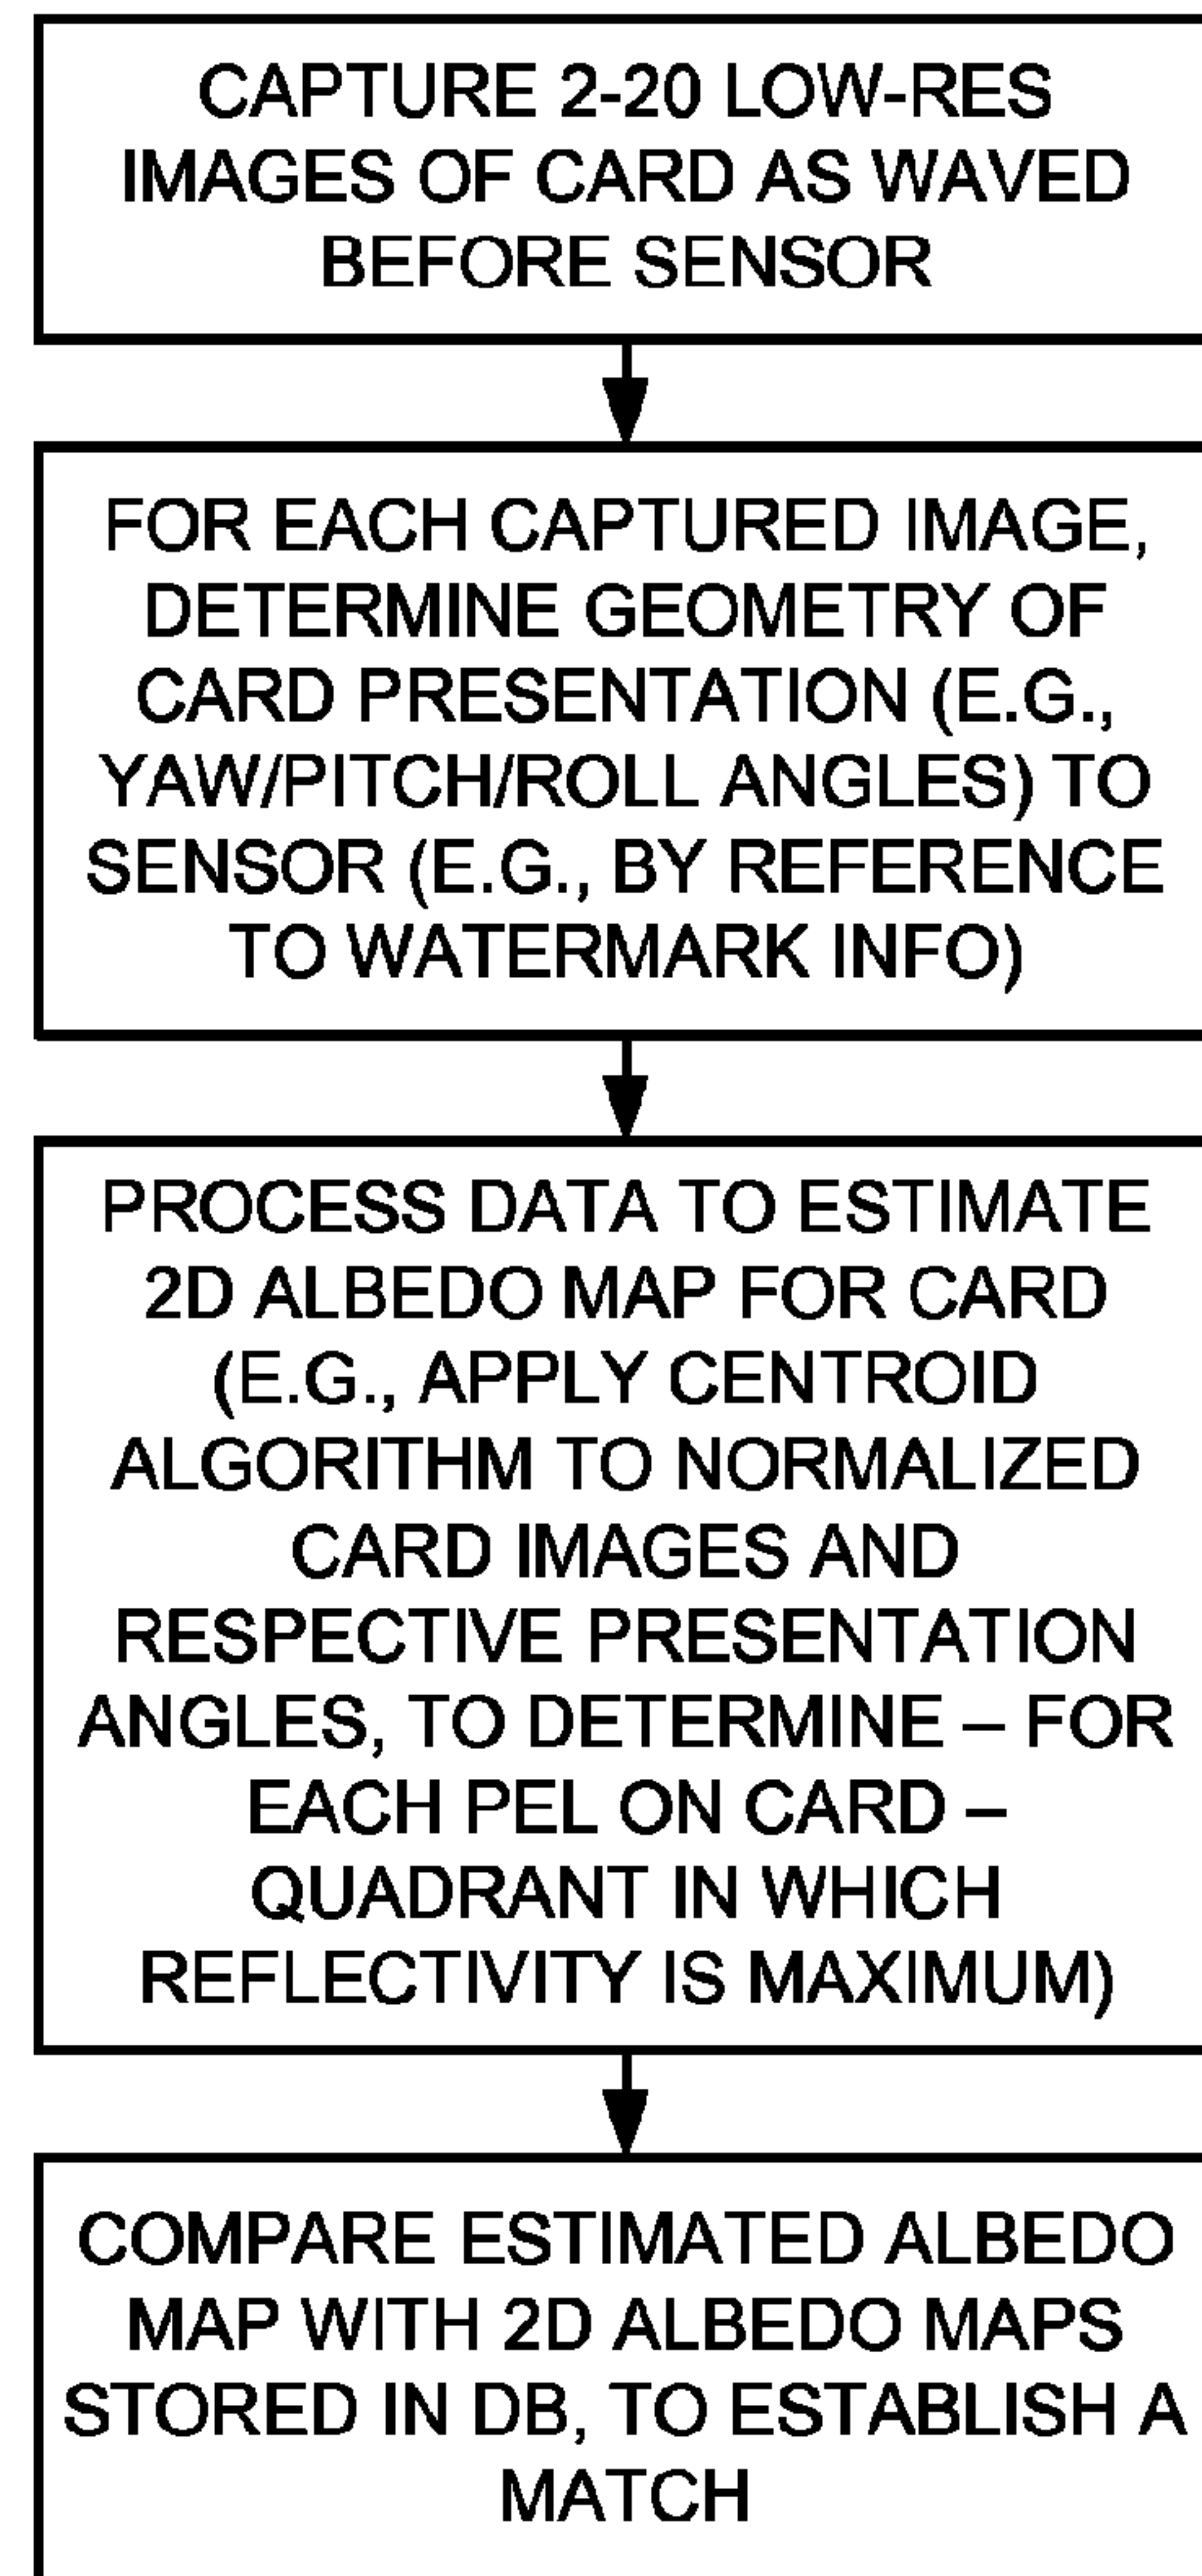 CAPTURE 2-20 LOW-RES
IMAGES OF CARD AS WAVED
BEFORE SENSOR
FOR EACH CAPTURED IMAGE,
DETERMINE GEOMETRY OF
CARD PRESENTATION (E.G.,
YAW/PITCH/ROLL ANGLES) TO
SENSOR (E.G., BY REFERENCE
TO WATERMARK INFO)
PROCESS DATA TO ESTIMATE
2D ALBEDO MAP FOR CARD
(E.G., APPLY CENTROID
ALGORITHM TO NORMALIZED
CARD IMAGES AND
RESPECTIVE PRESENTATION
ANGLES, TO DETERMINE – FOR
EACH PEL ON CARD –
QUADRANT IN WHICH
REFLECTIVITY IS MAXIMUM)
COMPARE ESTIMATED ALBEDO
MAP WITH 2D ALBEDO MAPS
STORED IN DB, TO ESTABLISH A
MATCH